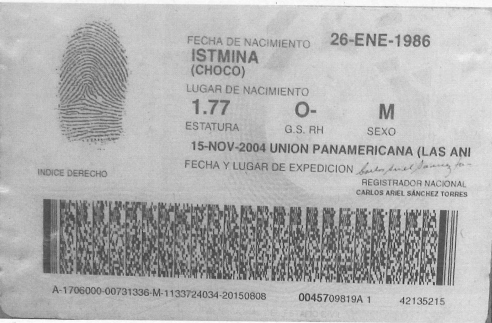 FECHA DE NACIMIENTO 26-ENE-1986
ISTMINA
(CHOCO)
LUGAR DE NACIMIENTO
1.77 O- M
ESTATURA G.S. RH SEXO
15-NOV-2004 UNION PANAMERICANA (LAS ANI
FECHA Y LUGAR DE EXPEDICION
INDICE DERECHO
REGISTRADOR NACIONAL
CARLOS ARIEL SÁNCHEZ TORRES
A-1706000-00731336-M-1133724034-20150808 0045709819A 1 42135215